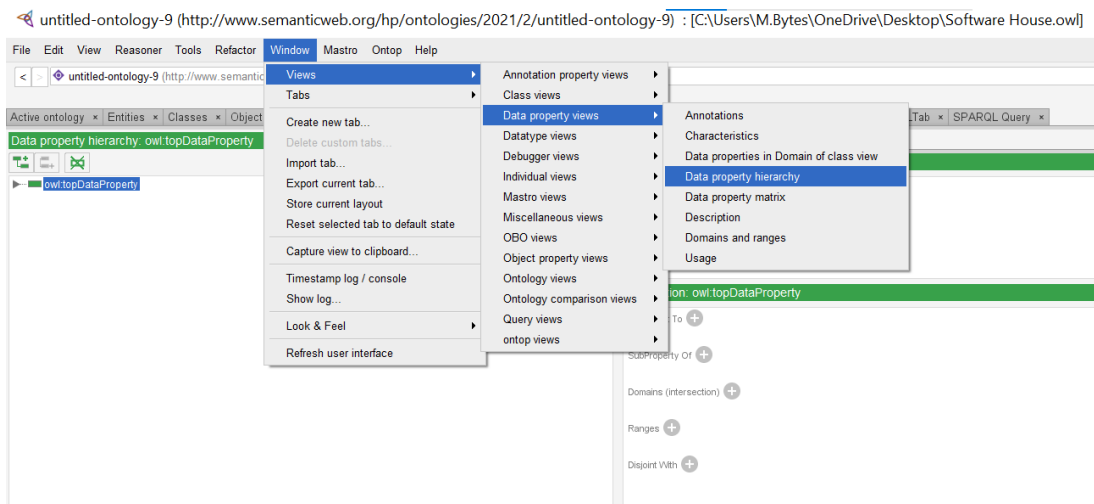 untitled-ontology-9 (http://www.semanticweb.org/hp/ontologies/2021/2/untitled-ontology-9) : [C:\Users\M.Bytes\OneDrive\Desktop\Software House.owl]
File Edit View Reasoner Tools Refactor Window Mastro Ontop Help
< > untitled-ontology-9 (http://www.semantic
Active ontology × Entities × Classes × Object
LTab × SPARQL Query ×
Data property hierarchy: owl:topDataProperty
owl:topDataProperty
Views
Tabs
Create new tab...
Delete custom tabs...
Import tab...
Export current tab...
Store current layout
Reset selected tab to default state
Capture view to clipboard...
Timestamp log / console
Show log...
Look & Feel
Refresh user interface
Annotation property views
Class views
Data property views
Datatype views
Debugger views
Individual views
Mastro views
Miscellaneous views
OBO views
Object property views
Ontology views
Ontology comparison views
Query views
ontop views
Annotations
Characteristics
Data properties in Domain of class view
Data property hierarchy
Data property matrix
Description
Domains and ranges
Usage
ion: owl:topDataProperty
To
SubProperty Of
Domains (intersection)
Ranges
Disjoint With